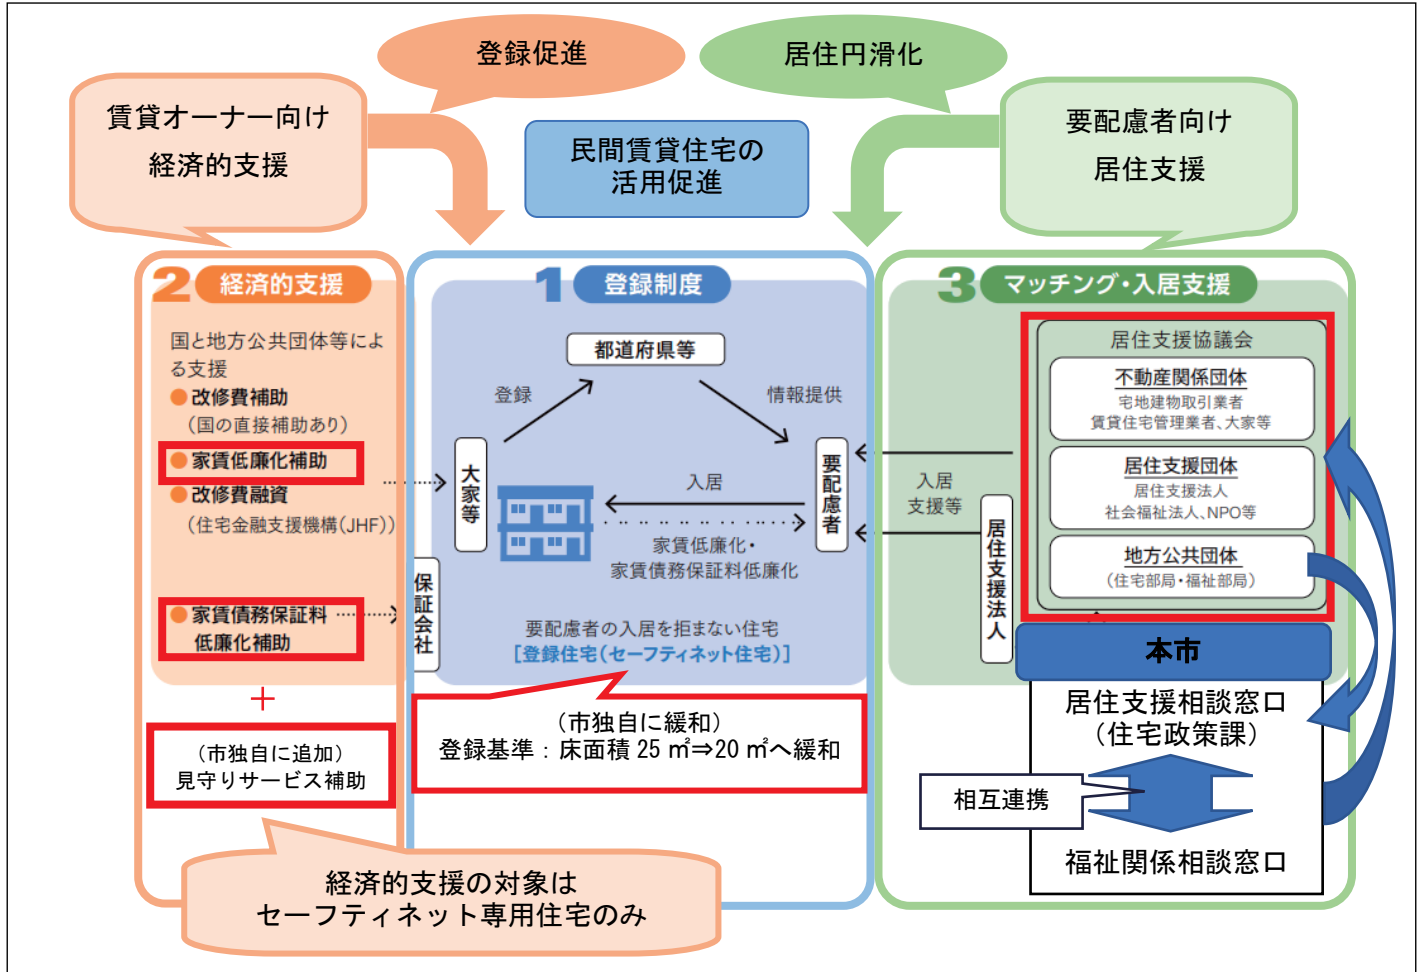 登録促進
居住円滑化
賃貸オーナー向け
経済的支援
民間賃貸住宅の
活用促進
要配慮者向け
居住支援
2 経済的支援
国と地方公共団体等によ
る支援
●改修費補助
（国の直接補助あり）
●家賃低廉化補助
●改修費融資
（住宅金融支援機構(JHF)）
●家賃債務保証料
低廉化補助
＋
（市独自に追加）
見守りサービス補助
経済的支援の対象は
セーフティネット専用住宅のみ
1 登録制度
都道府県等
登録
情報提供
大家等
要配慮者
入居
家賃低廉化・
家賃債務保証料低廉化
保証会社
要配慮者の入居を拒まない住宅
［登録住宅（セーフティネット住宅）］
（市独自に緩和）
登録基準：床面積 25 ㎡⇒20 ㎡へ緩和
3 マッチング・入居支援
居住支援協議会
不動産関係団体
宅地建物取引業者
賃貸住宅管理業者、大家等
居住支援団体
居住支援法人
社会福祉法人、NPO等
地方公共団体
（住宅部局・福祉部局）
入居
支援等
居住支援法人
本市
居住支援相談窓口
（住宅政策課）
相互連携
福祉関係相談窓口